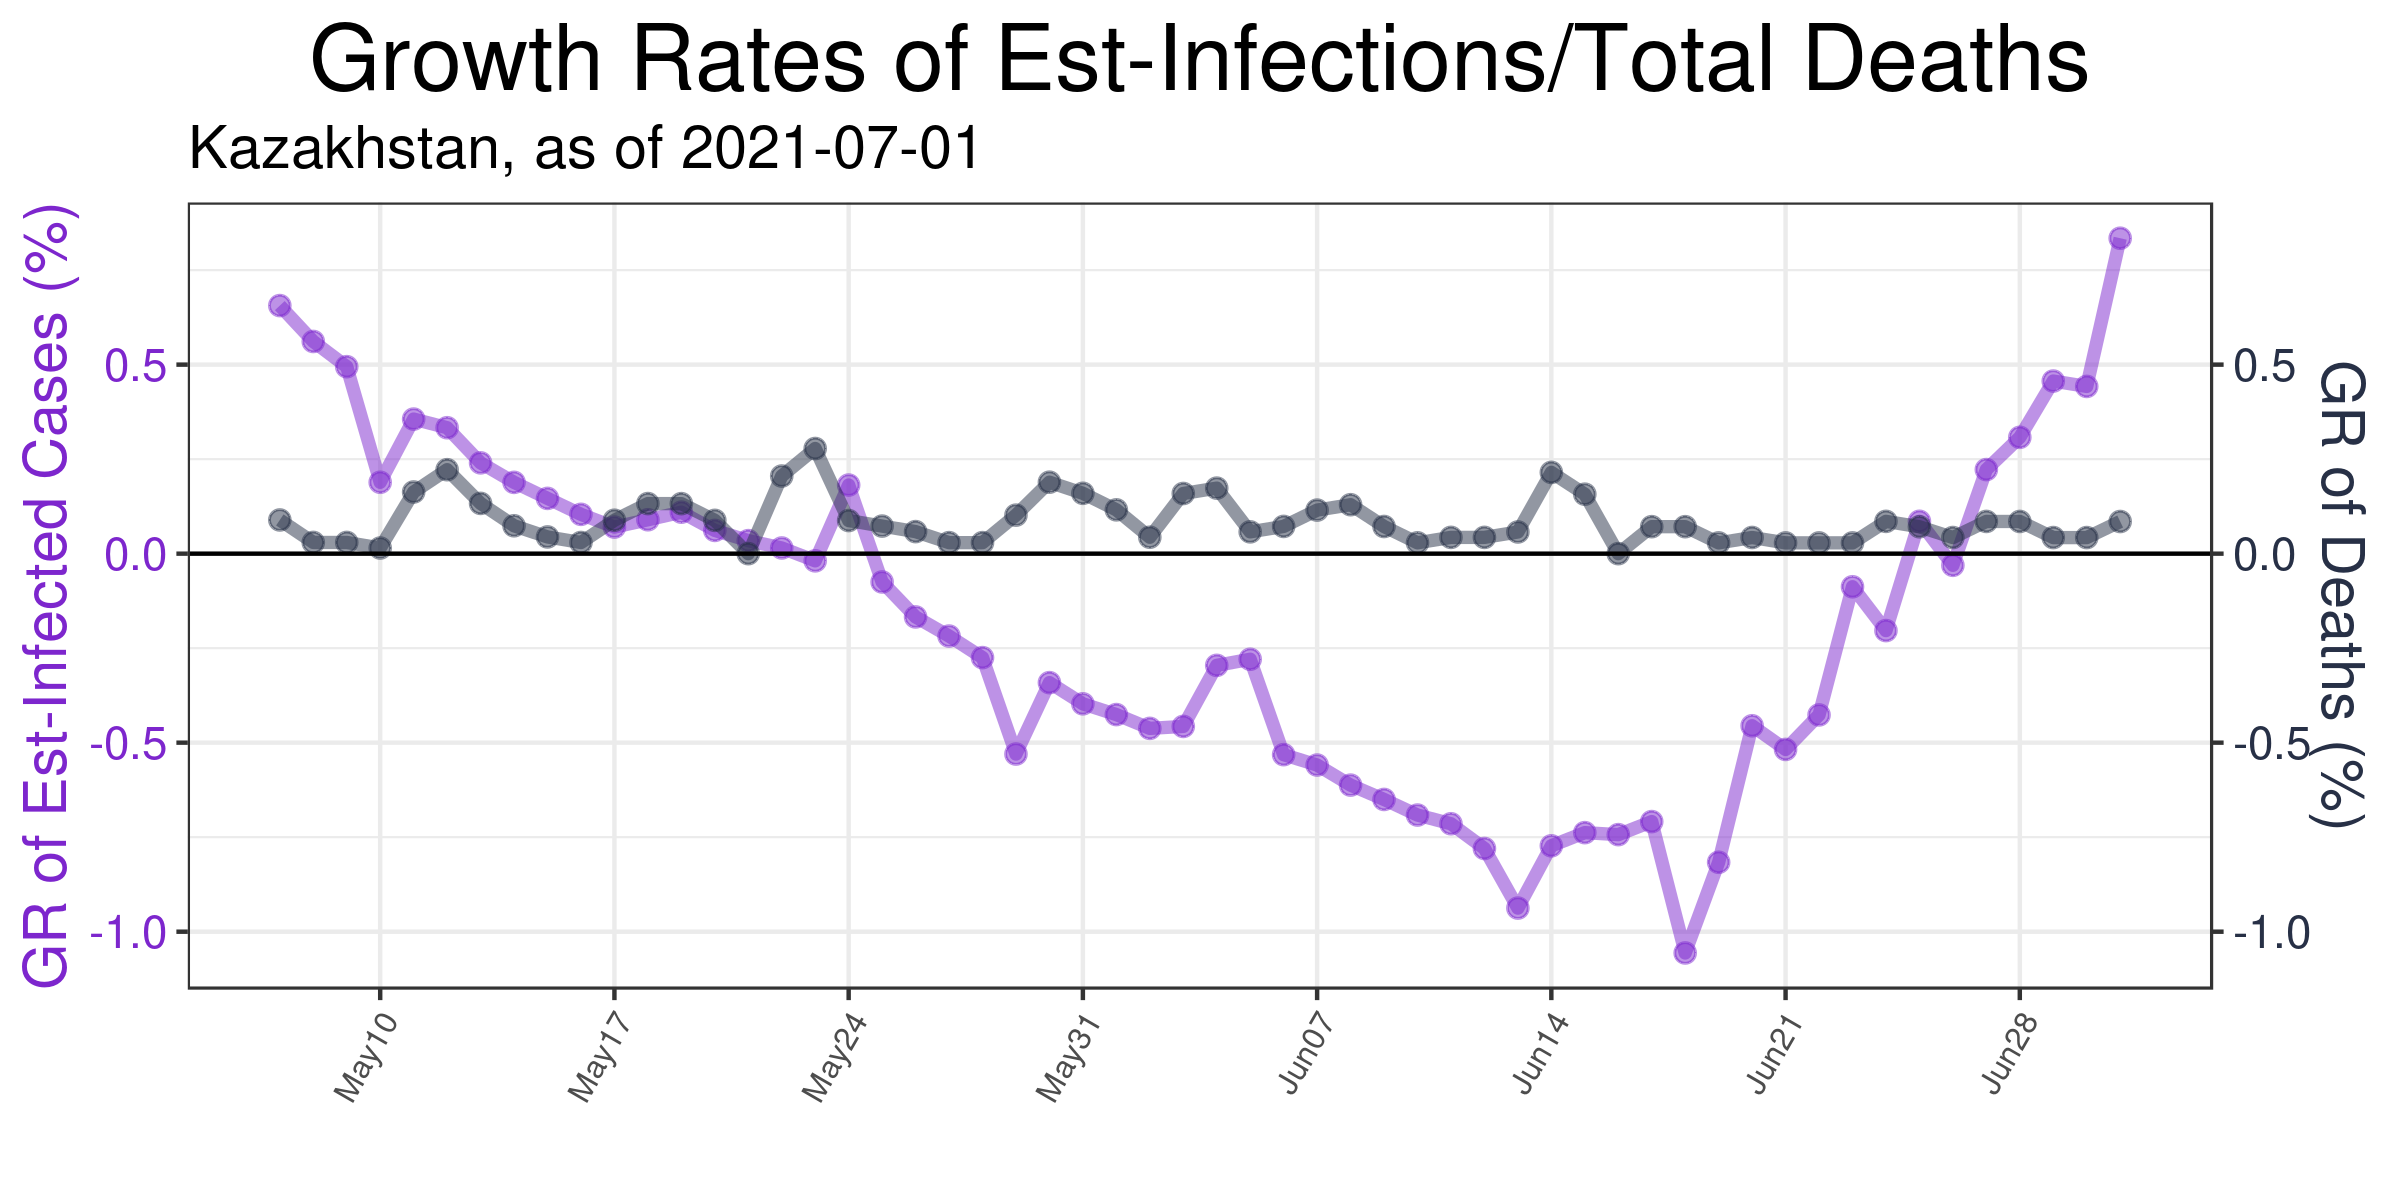 Growth Rates of Est-Infections/Total Deaths
Kazakhstan, as of 2021-07-01
GR of Est-Infected Cases (%)
0.5
0.0
-0.5
-1.0
0.5
0.0
-0.5
-1.0
GR of Deaths (%)
May10
May17
May24
May31
Jun07
Jun14
Jun21
Jun28